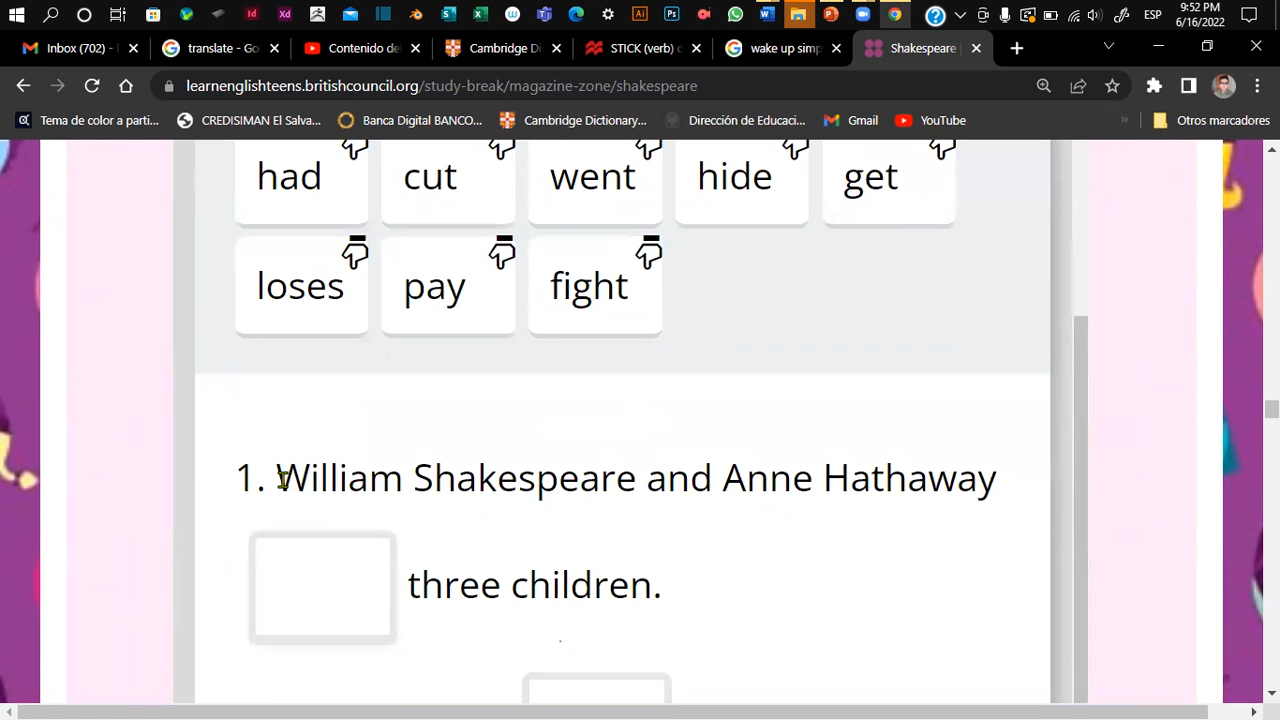 9:52 PM
ESP
6/16/2022
Inbox (702) -
translate - Go
Contenido de
Cambridge D
STICK (verb)
wake up simp
Shakespeare
learnenglishteens.britishcouncil.org/study-break/magazine-zone/shakespeare
Tema de color a parti...
CREDISIMAN El Salva...
Banca Digital BANCO...
Cambridge Dictionary...
Dirección de Educaci...
Gmail
YouTube
»
Otros marcadores
had
cut
went
hide
get
loses
pay
fight
1. William Shakespeare and Anne Hathaway
three children.